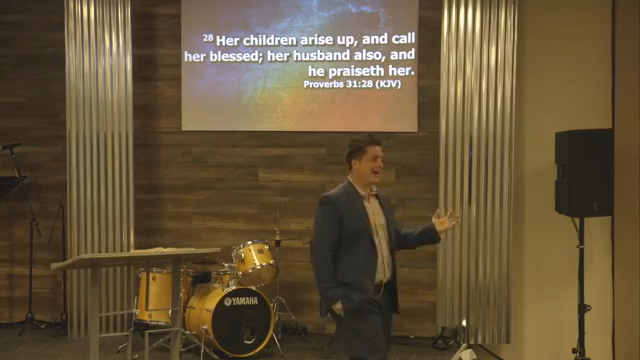 28 Her children arise up, and call
her blessed; her husband also, and
he praiseth her.
Proverbs 31:28 (KJV)
YAMAHA